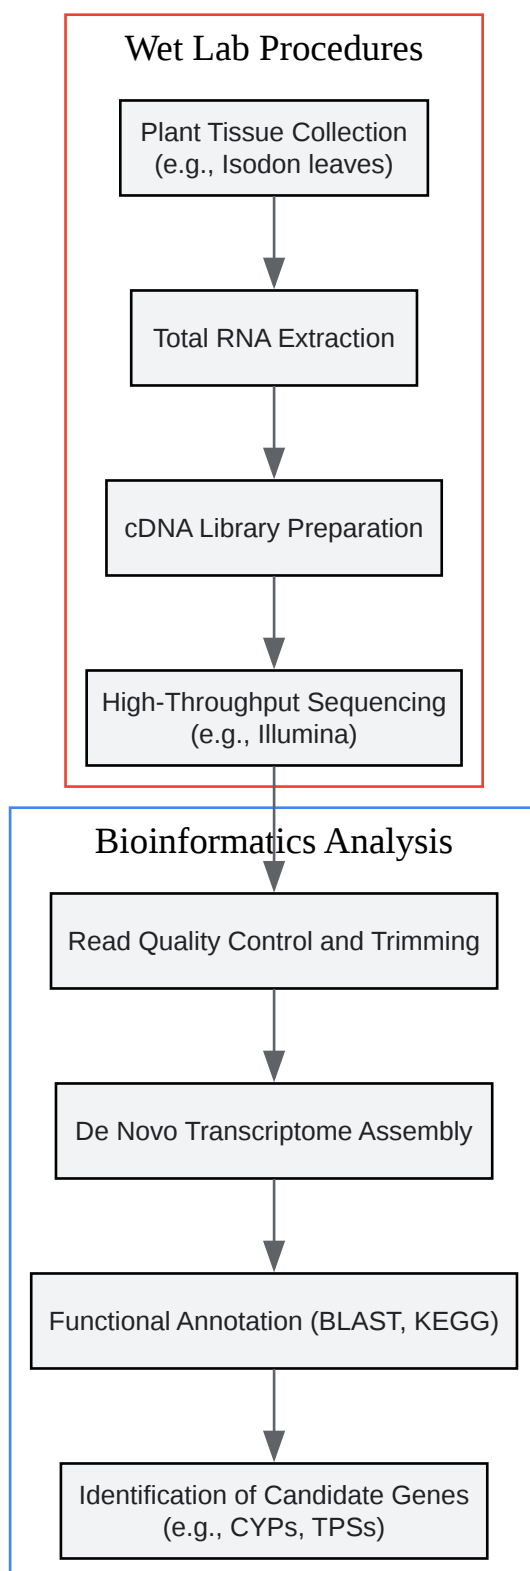 Wet Lab Procedures
Plant Tissue Collection
(e.g., Isodon leaves)
Total RNA Extraction
cDNA Library Preparation
High-Throughput Sequencing
(e.g., Illumina)
Bioinformatics Analysis
Read Quality Control and Trimming
De Novo Transcriptome Assembly
Functional Annotation (BLAST, KEGG)
Identification of Candidate Genes
(e.g., CYPs, TPSs)